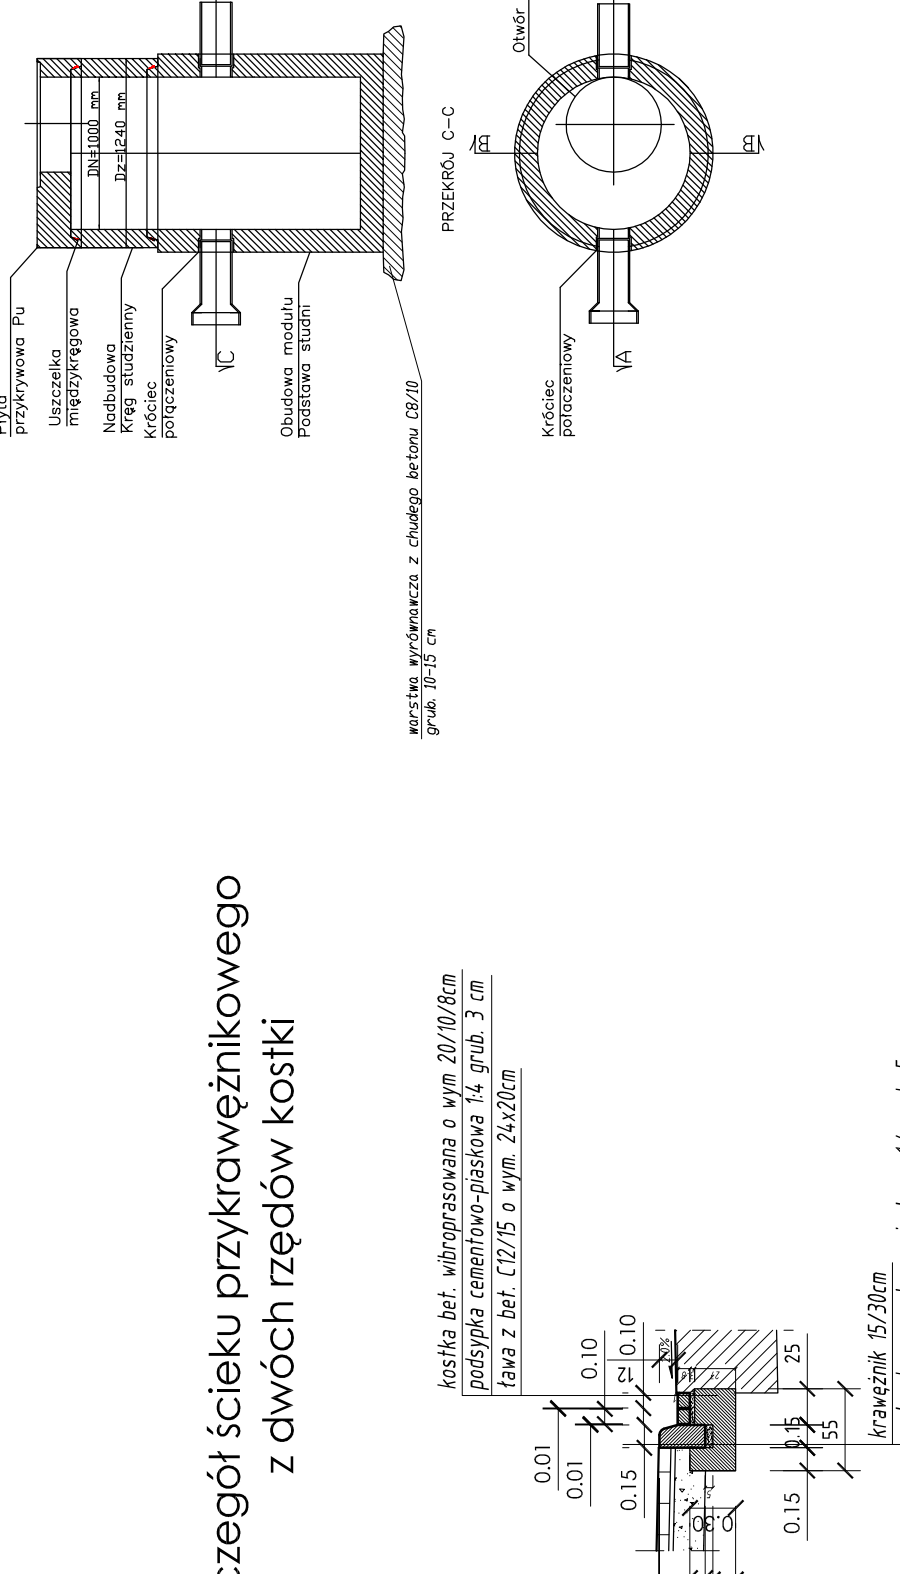 przykrywowa Pu
Uszczelka
międzykręgowa
Nadbudowa
Kręg studzienny
Króciec
połączeniowy
DN=1000 mm
Dz=1240 mm
Obudowa modułu
Podstawa studni
C
warstwa wyrównawcza z chudego betonu C8/10
grub. 10-15 cm
PRZEKRÓJ C-C
Otwór
B
B
Króciec
połaczeniowy
A
ścieku przykrawężnikowego
z dwóch rzędów kostki
kostka bet. wibroprasowana o wym 20/10/8cm
podsypka cementowo-piaskowa 1:4 grub. 3 cm
ława z bet. C12/15 o wym. 24x20cm
0.01
0.01
0.15
0.10
0.10
12
0.30
0.15
0.15
55
25
krawężnik 15/30cm